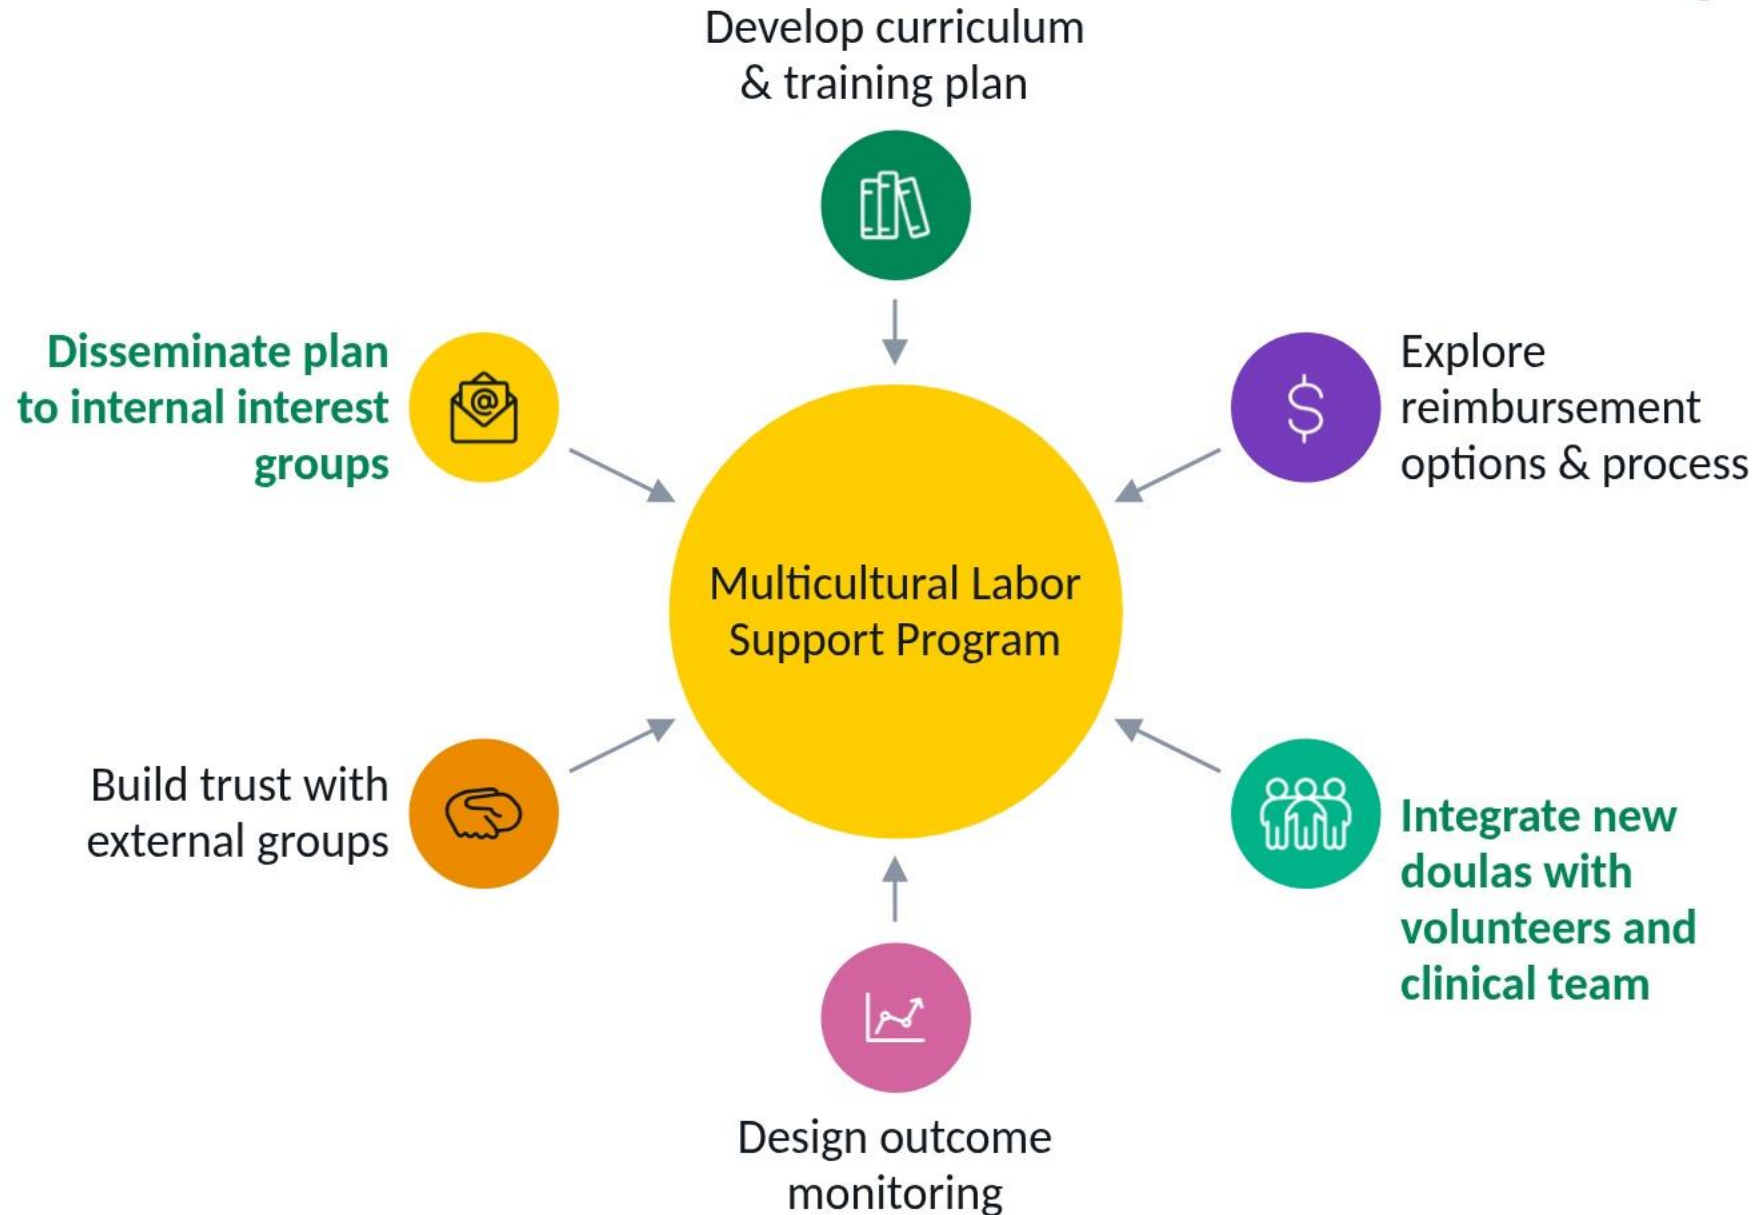 Develop curriculum
& training plan
Disseminate plan
to internal interest
groups
@
Explore
reimbursement
options & process
$
Multicultural Labor
Support Program
Build trust with
external groups
Integrate new
doulas with
volunteers and
clinical team
Design outcome
monitoring